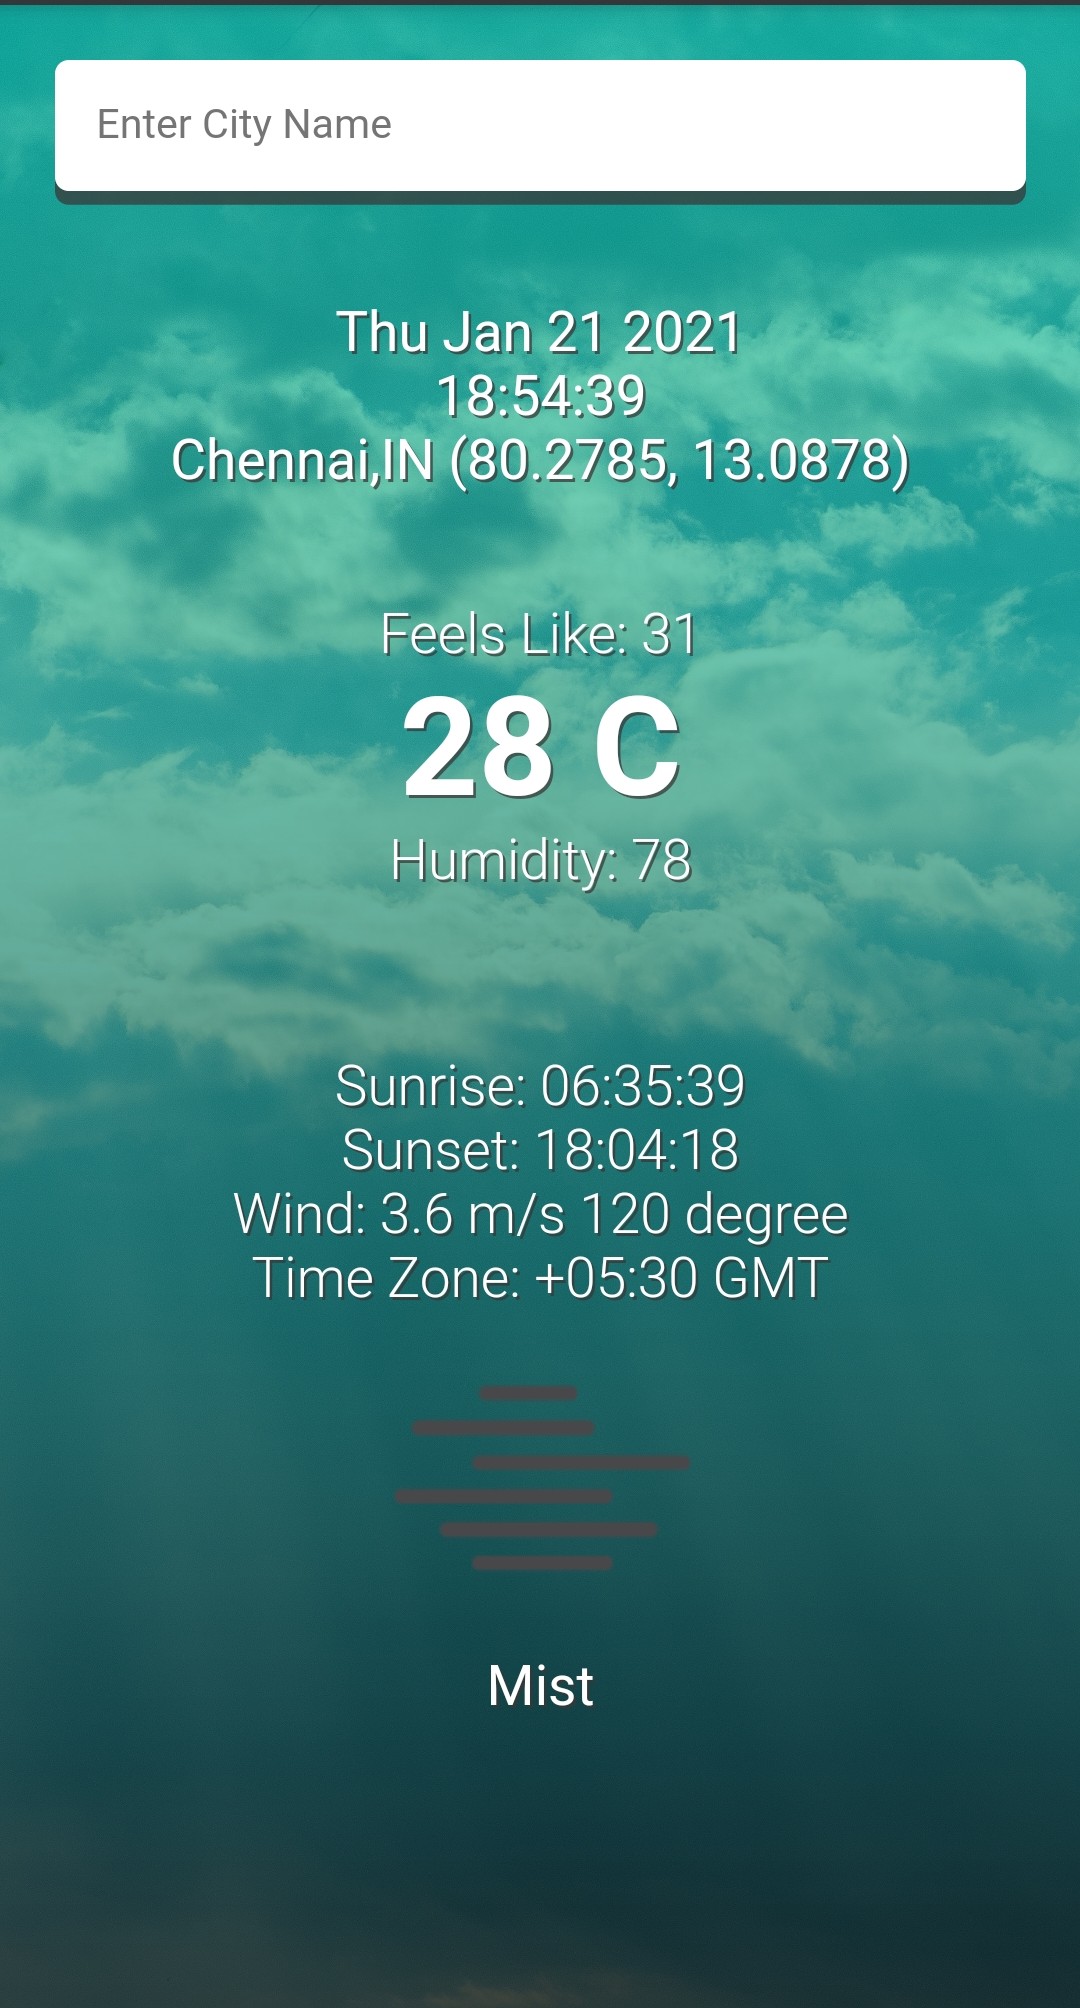 Enter City Name
Thu Jan 21 2021
18:54:39
Chennai,IN (80.2785, 13.0878)
Feels Like: 31
28 C
Humidity: 78
Sunrise: 06:35:39
Sunset: 18:04:18
Wind: 3.6 m/s 120 degree
Time Zone: +05:30 GMT
Mist